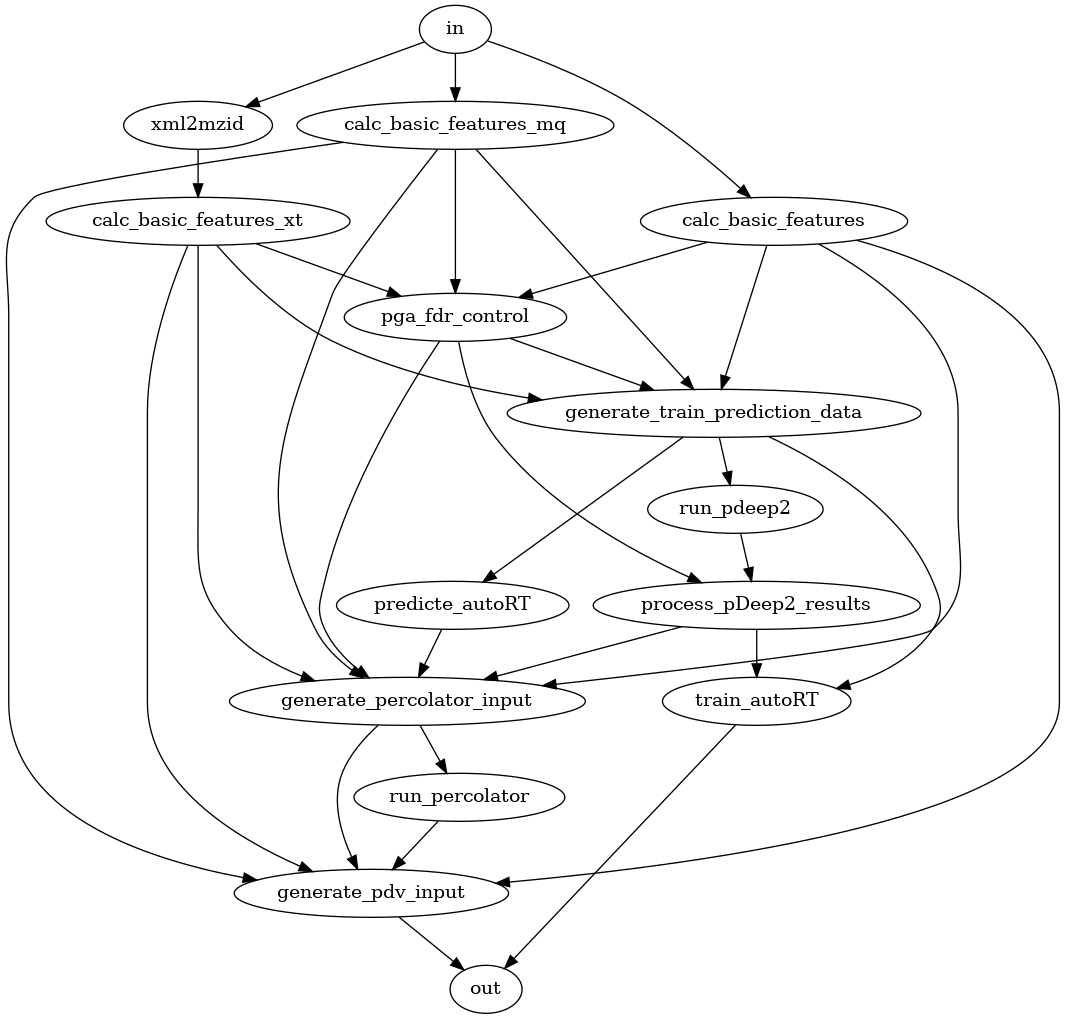 in
xml2mzid
calc_basic_features_mq
calc_basic_features_xt
calc_basic_features
pga_fdr_control
generate_train_prediction_data
run_pdeep2
predicte_autoRT
process_pDeep2_results
generate_percolator_input
train_autoRT
run_percolator
generate_pdv_input
out